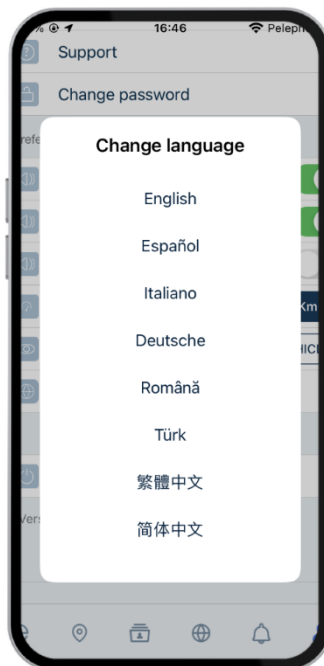 16:46
Support
Change password
Change language
English
Español
Italiano
Deutsche
Română
Türk
繁體中文
简体中文
Km